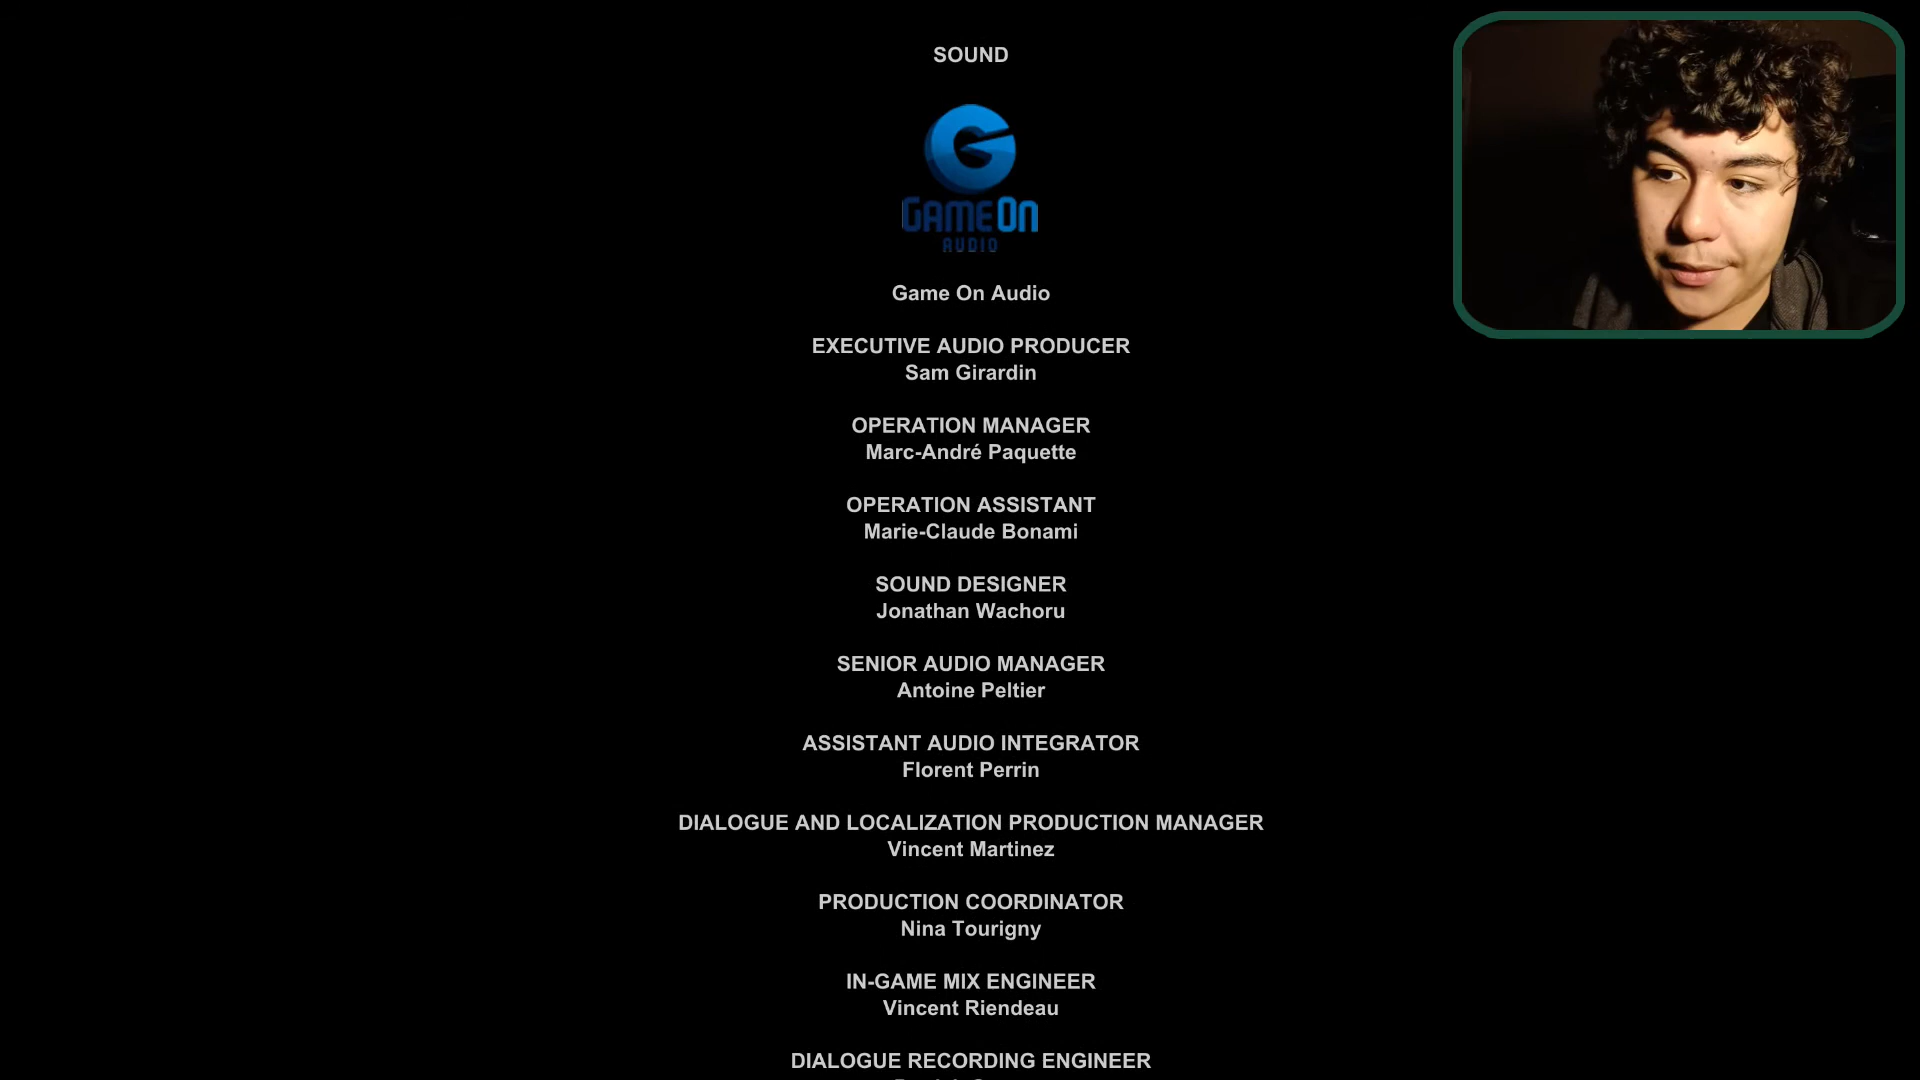 SOUND
GAMEON
AUDIO
Game On Audio
EXECUTIVE AUDIO PRODUCER
Sam Girardin
OPERATION MANAGER
Marc-André Paquette
OPERATION ASSISTANT
Marie-Claude Bonami
SOUND DESIGNER
Jonathan Wachoru
SENIOR AUDIO MANAGER
Antoine Peltier
ASSISTANT AUDIO INTEGRATOR
Florent Perrin
DIALOGUE AND LOCALIZATION PRODUCTION MANAGER
Vincent Martinez
PRODUCTION COORDINATOR
Nina Tourigny
IN-GAME MIX ENGINEER
Vincent Riendeau
DIALOGUE RECORDING ENGINEER